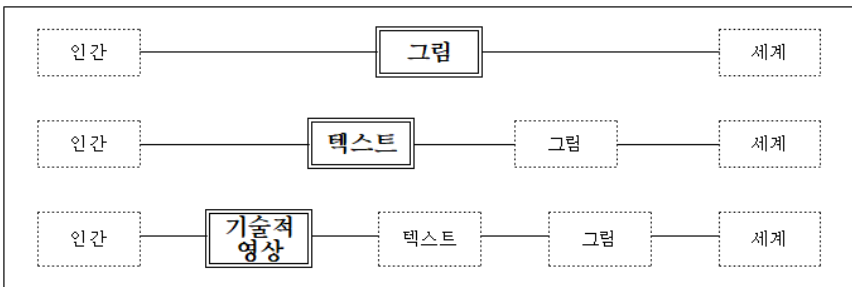 인간 그림 세계
인간 텍스트 그림 세계
인간 기술적 영상 텍스트 그림 세계